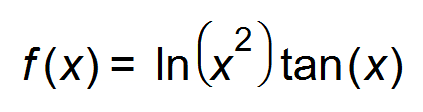 f(x) = ln(x²)tan(x)